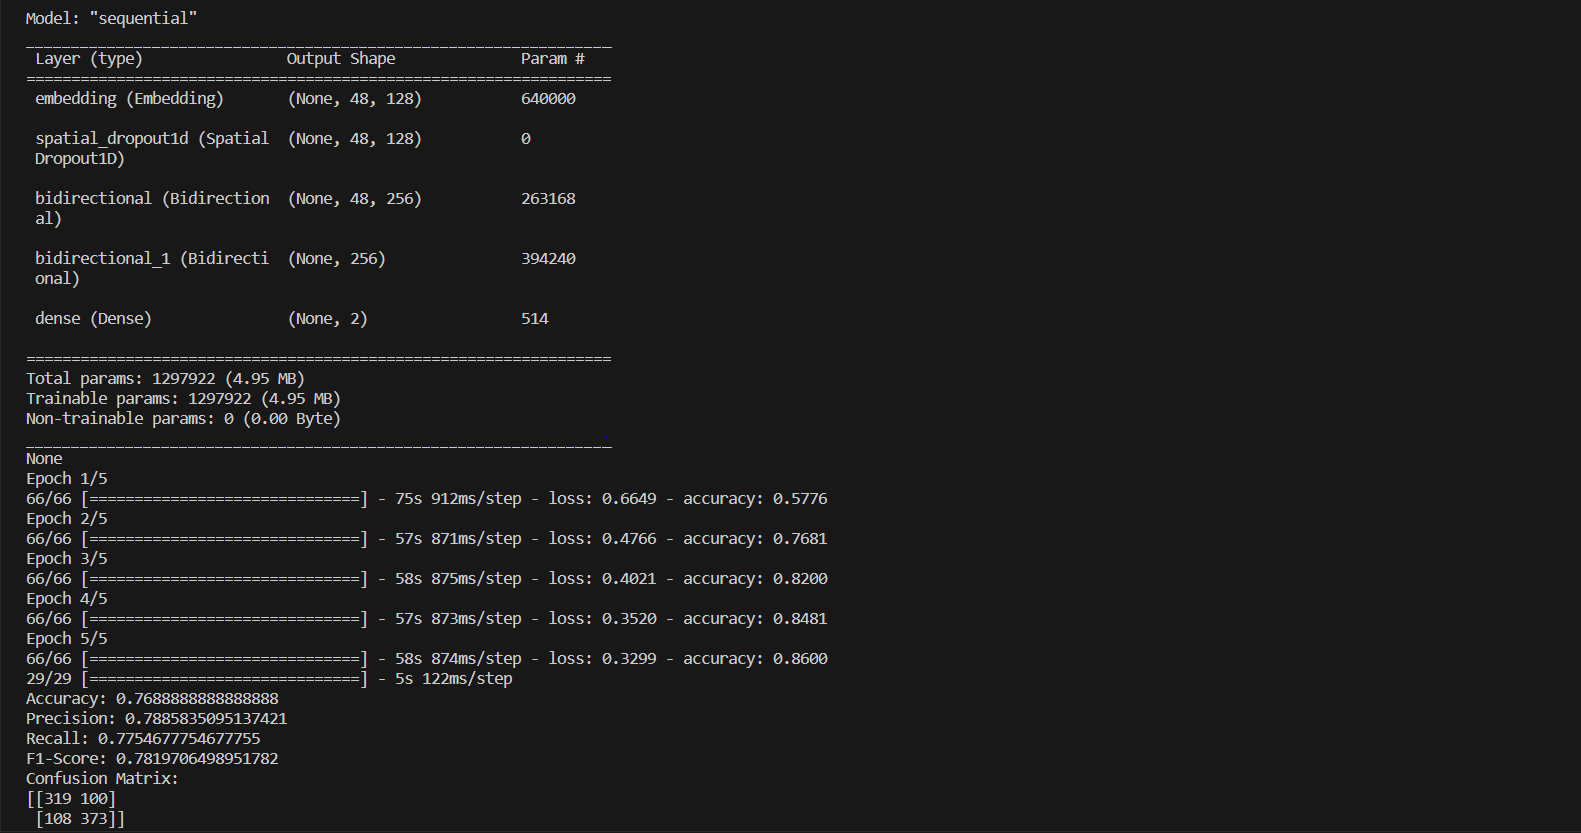 Model: "sequential"
_________________________________________________________________
Layer (type)                Output Shape              Param #
=================================================================
embedding (Embedding)       (None, 48, 128)           640000
spatial_dropout1d (Spatial  (None, 48, 128)           0
Dropout1D)
bidirectional (Bidirection  (None, 48, 256)           263168
al)
bidirectional_1 (Bidirecti  (None, 256)               394240
onal)
dense (Dense)               (None, 2)                 514
=================================================================
Total params: 1297922 (4.95 MB)
Trainable params: 1297922 (4.95 MB)
Non-trainable params: 0 (0.00 Byte)
_________________________________________________________________
None
Epoch 1/5
66/66 [==============================] - 75s 912ms/step - loss: 0.6649 - accuracy: 0.5776
Epoch 2/5
66/66 [==============================] - 57s 871ms/step - loss: 0.4766 - accuracy: 0.7681
Epoch 3/5
66/66 [==============================] - 58s 875ms/step - loss: 0.4021 - accuracy: 0.8200
Epoch 4/5
66/66 [==============================] - 57s 873ms/step - loss: 0.3520 - accuracy: 0.8481
Epoch 5/5
66/66 [==============================] - 58s 874ms/step - loss: 0.3299 - accuracy: 0.8600
29/29 [==============================] - 5s 122ms/step
Accuracy: 0.7688888888888888
Precision: 0.7885835095137421
Recall: 0.7754677754677755
F1-Score: 0.7819706498951782
Confusion Matrix:
[[319 100]
[108 373]]